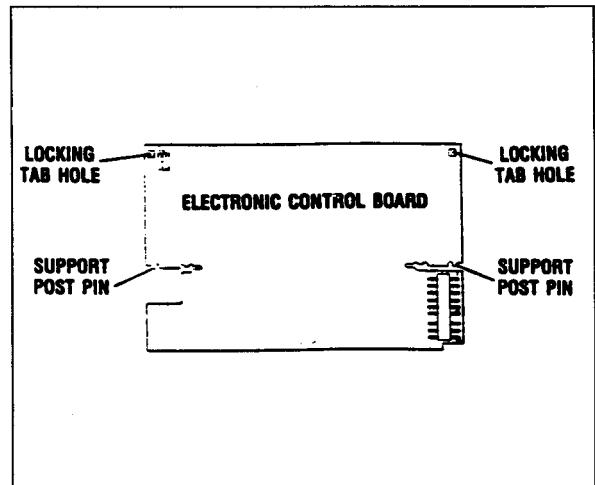 LOCKING
TAB HOLE
LOCKING
TAB HOLE
ELECTRONIC CONTROL BOARD
SUPPORT
POST PIN
SUPPORT
POST PIN